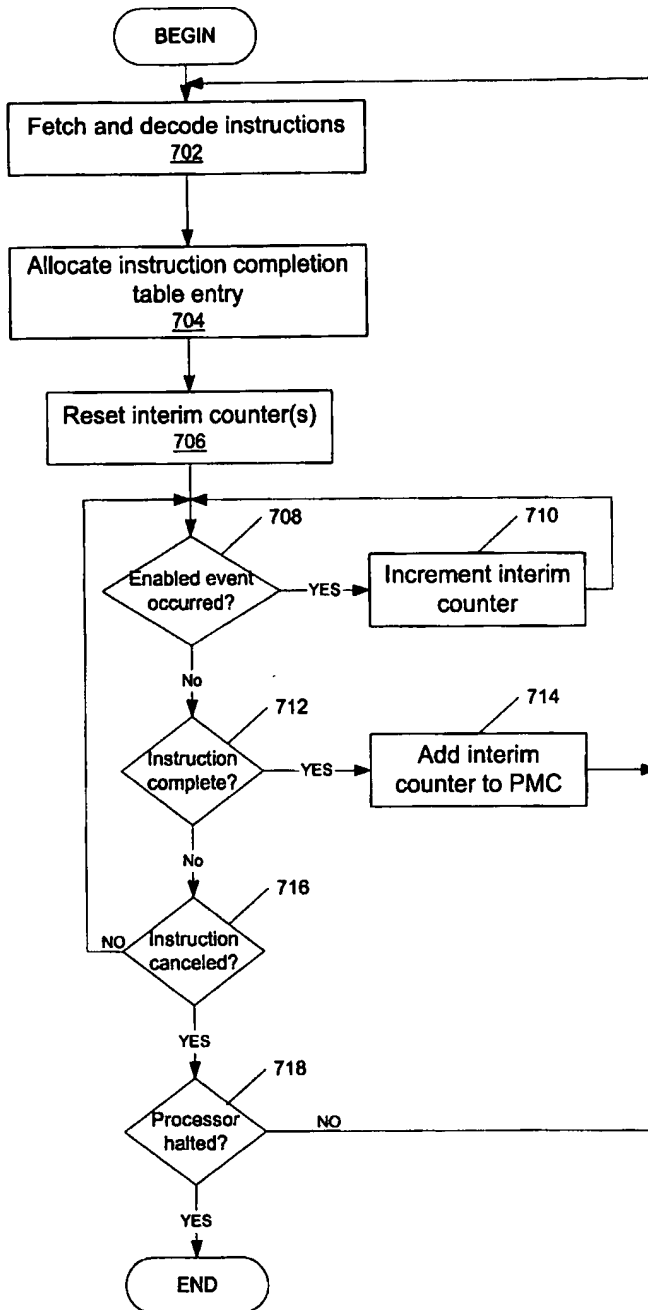 BEGIN
Fetch and decode instructions
702
Allocate instruction completion
table entry
704
Reset interim counter(s)
706
708
Enabled event
occurred?
YES
710
Increment interim
counter
No
712
Instruction
complete?
YES
714
Add interim
counter to PMC
No
716
NO
Instruction
canceled?
YES
718
Processor
halted?
NO
YES
END